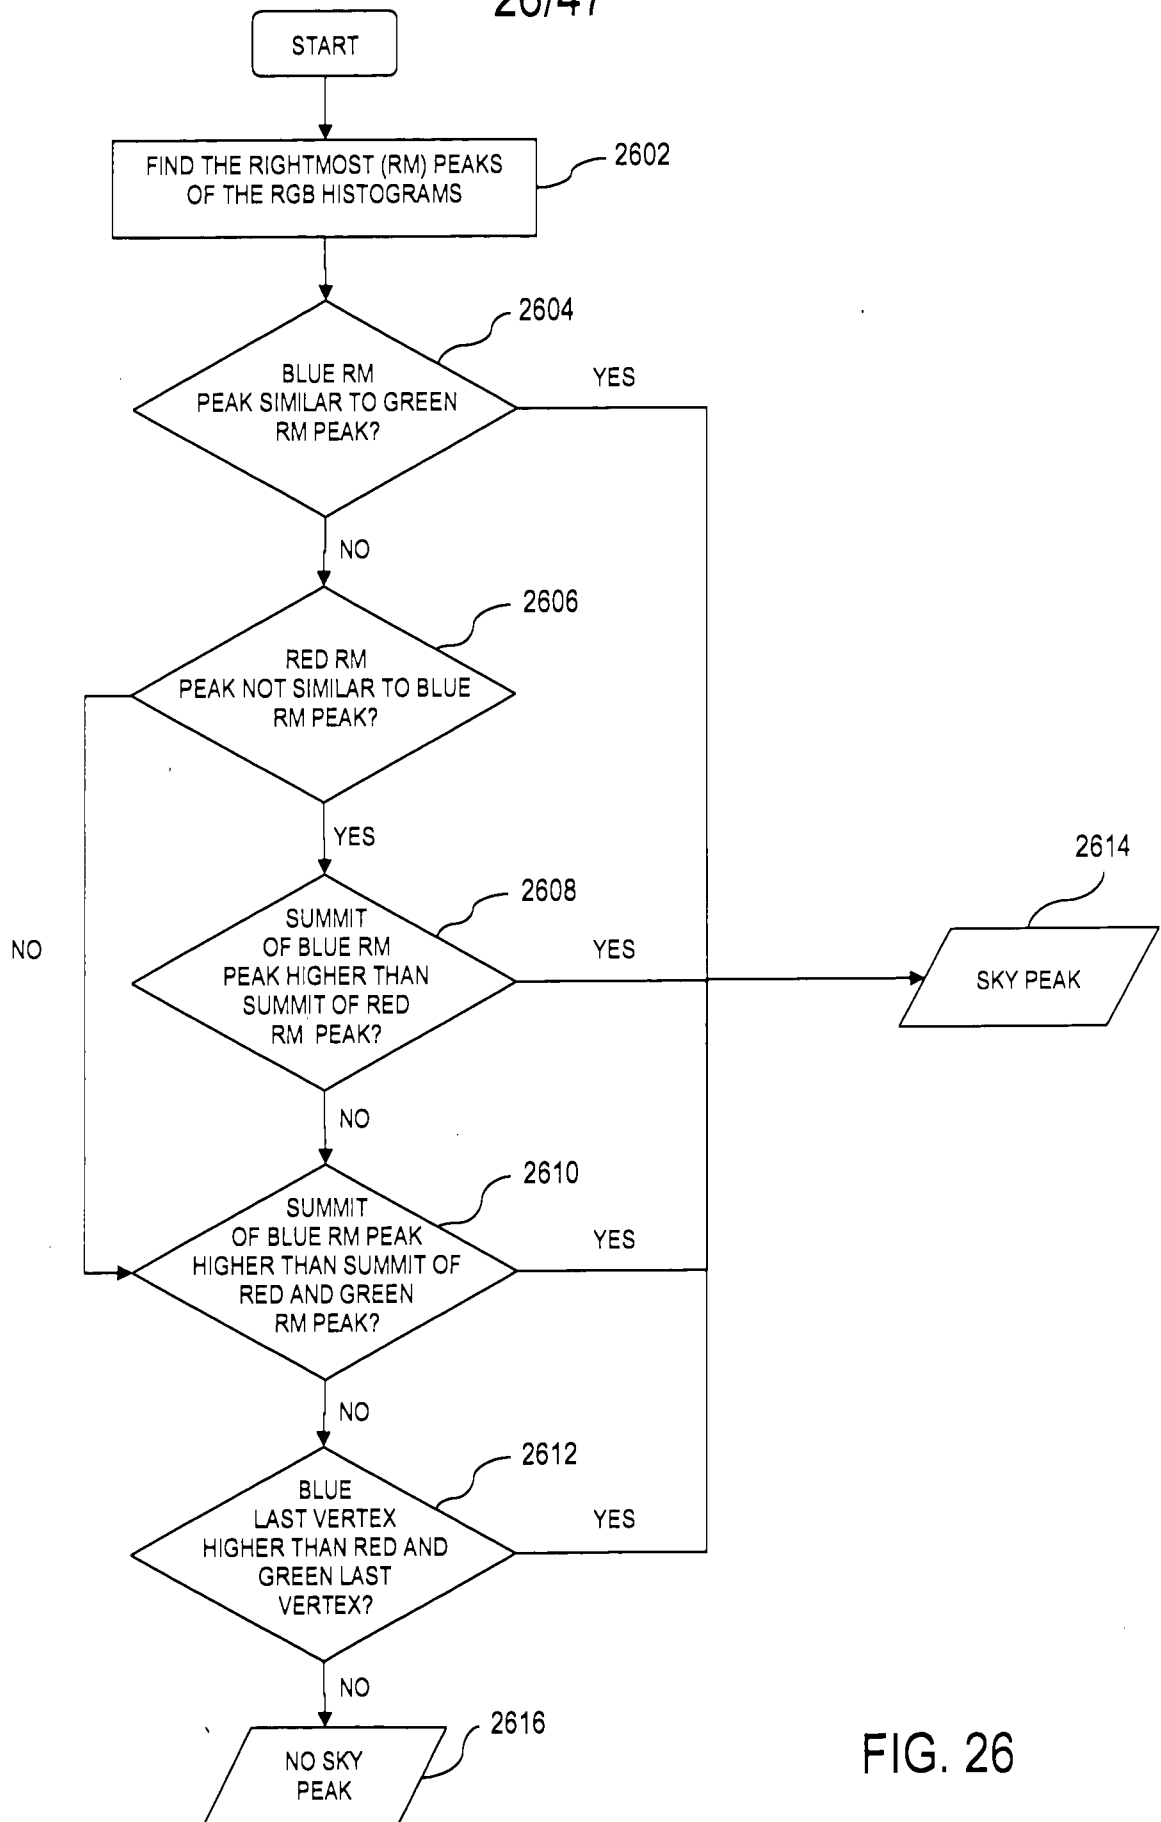 26/47
START
FIND THE RIGHTMOST (RM) PEAKS
OF THE RGB HISTOGRAMS
2602
2604
BLUE RM
PEAK SIMILAR TO GREEN
RM PEAK?
YES
NO
2606
RED RM
PEAK NOT SIMILAR TO BLUE
RM PEAK?
YES
NO
2608
SUMMIT
OF BLUE RM
PEAK HIGHER THAN
SUMMIT OF RED
RM PEAK?
YES
2614
SKY PEAK
NO
2610
SUMMIT
OF BLUE RM PEAK
HIGHER THAN SUMMIT OF
RED AND GREEN
RM PEAK?
YES
NO
2612
BLUE
LAST VERTEX
HIGHER THAN RED AND
GREEN LAST
VERTEX?
YES
NO
2616
NO SKY
PEAK
FIG. 26